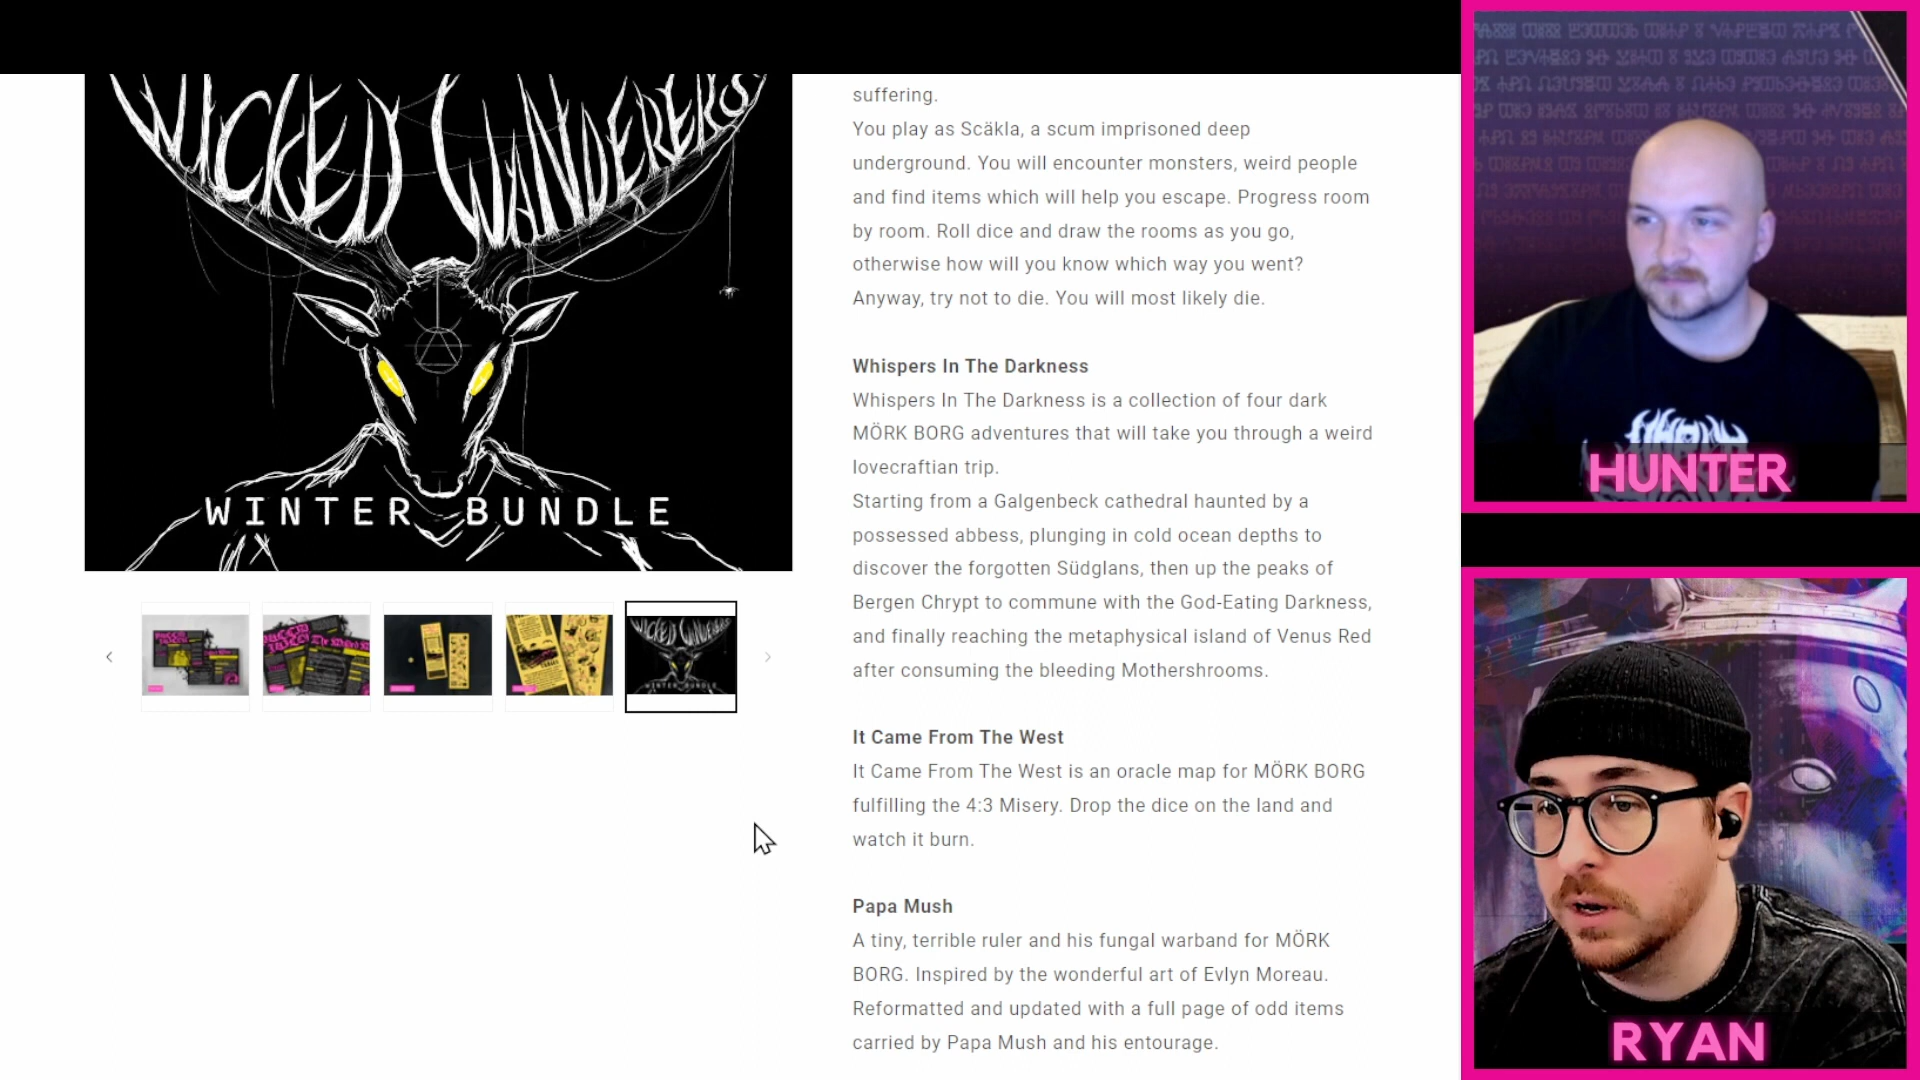 WICKED WANDERERS
WINTER BUNDLE
suffering.
You play as Scäkla, a scum imprisoned deep
underground. You will encounter monsters, weird people
and find items which will help you escape. Progress room
by room. Roll dice and draw the rooms as you go,
otherwise how will you know which way you went?
Anyway, try not to die. You will most likely die.
Whispers In The Darkness
Whispers In The Darkness is a collection of four dark
MÖRK BORG adventures that will take you through a weird
lovecraftian trip.
Starting from a Galgenbeck cathedral haunted by a
possessed abbess, plunging in cold ocean depths to
discover the forgotten Südglans, then up the peaks of
Bergen Chrypt to commune with the God-Eating Darkness,
and finally reaching the metaphysical island of Venus Red
after consuming the bleeding Mothershrooms.
It Came From The West
It Came From The West is an oracle map for MÖRK BORG
fulfilling the 4:3 Misery. Drop the dice on the land and
watch it burn.
Papa Mush
A tiny, terrible ruler and his fungal warband for MÖRK
BORG. Inspired by the wonderful art of Evlyn Moreau.
Reformatted and updated with a full page of odd items
carried by Papa Mush and his entourage.
WICKED WANDERERS
WINTER BUNDLE
HUNTER
RYAN